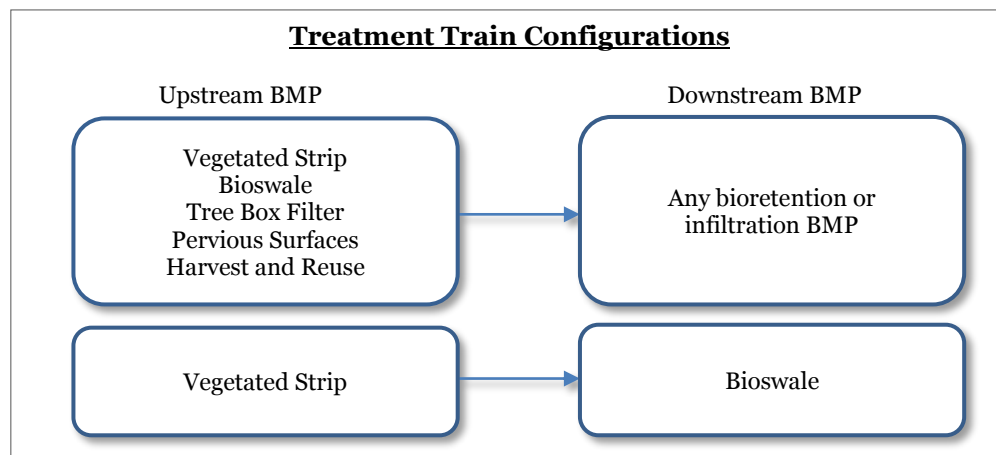 Treatment Train Configurations
Upstream BMP
Downstream BMP
Vegetated Strip
Bioswale
Tree Box Filter
Pervious Surfaces
Harvest and Reuse
Any bioretention or
infiltration BMP
Vegetated Strip
Bioswale